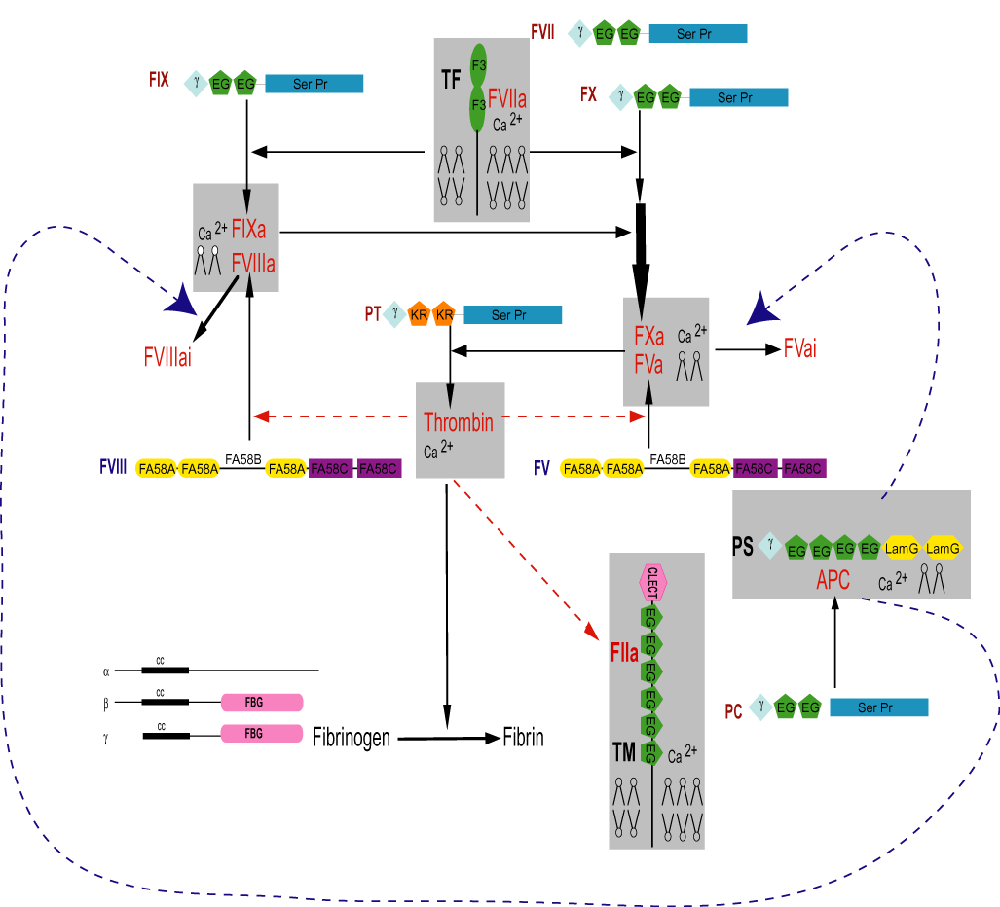 FVII γ EG EG Ser Pr
TF F3
F3 FVIIa
Ca 2+
FIX γ EG EG Ser Pr
FX γ EG EG Ser Pr
Ca 2+ FIXa
FVIIIa
FVIIIai
PT γ KR KR Ser Pr
FXa Ca 2+
FVa
FVai
Thrombin
Ca 2+
FVIII FA58A FA58A FA58B FA58A FA58C FA58C
FV FA58A FA58A FA58B FA58A FA58C FA58C
PS γ EG EG EG EG LamG LamG
APC Ca 2+
CLECT
EG
EG
FIIa
EG
EG
EG
EG
TM Ca 2+
PC γ EG EG Ser Pr
α cc
β cc FBG
γ cc FBG
Fibrinogen Fibrin